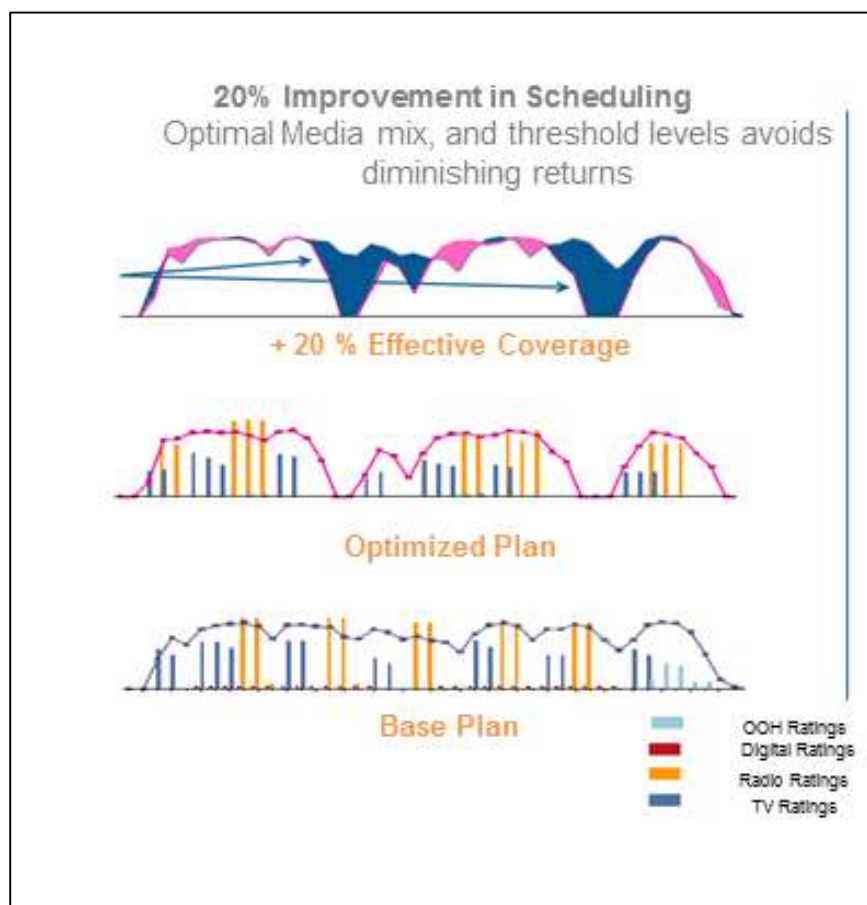 20% Improvement in Scheduling
Optimal Media mix, and threshold levels avoids
diminishing returns
+ 20 % Effective Coverage
Optimized Plan
Base Plan
OOH Ratings
Digital Ratings
Radio Ratings
TV Ratings